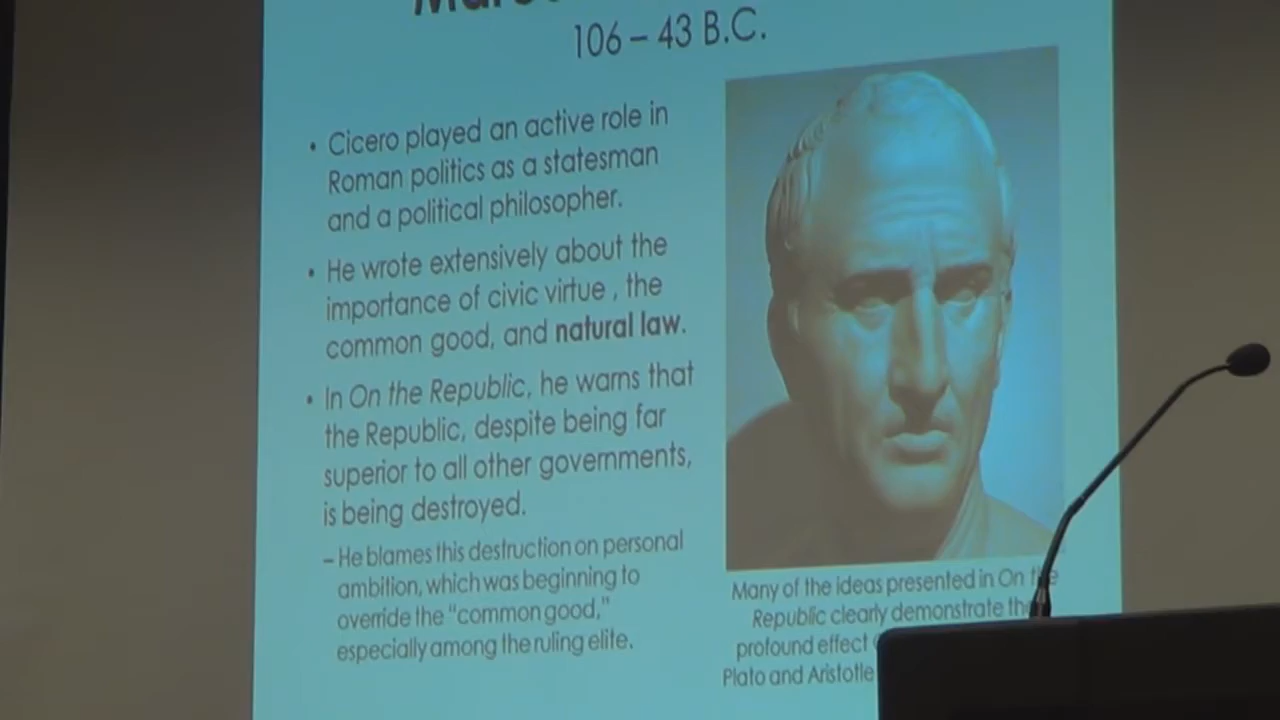 106 – 43 B.C.
• Cicero played an active role in
Roman politics as a statesman
and a political philosopher.
• He wrote extensively about the
importance of civic virtue , the
common good, and natural law.
• In On the Republic, he warns that
the Republic, despite being far
superior to all other governments,
is being destroyed.
– He blames this destruction on personal
ambition, which was beginning to
override the "common good,"
especially among the ruling elite.
Many of the ideas presented in On the
Republic clearly demonstrate
profound effect
Plato and Aristotle